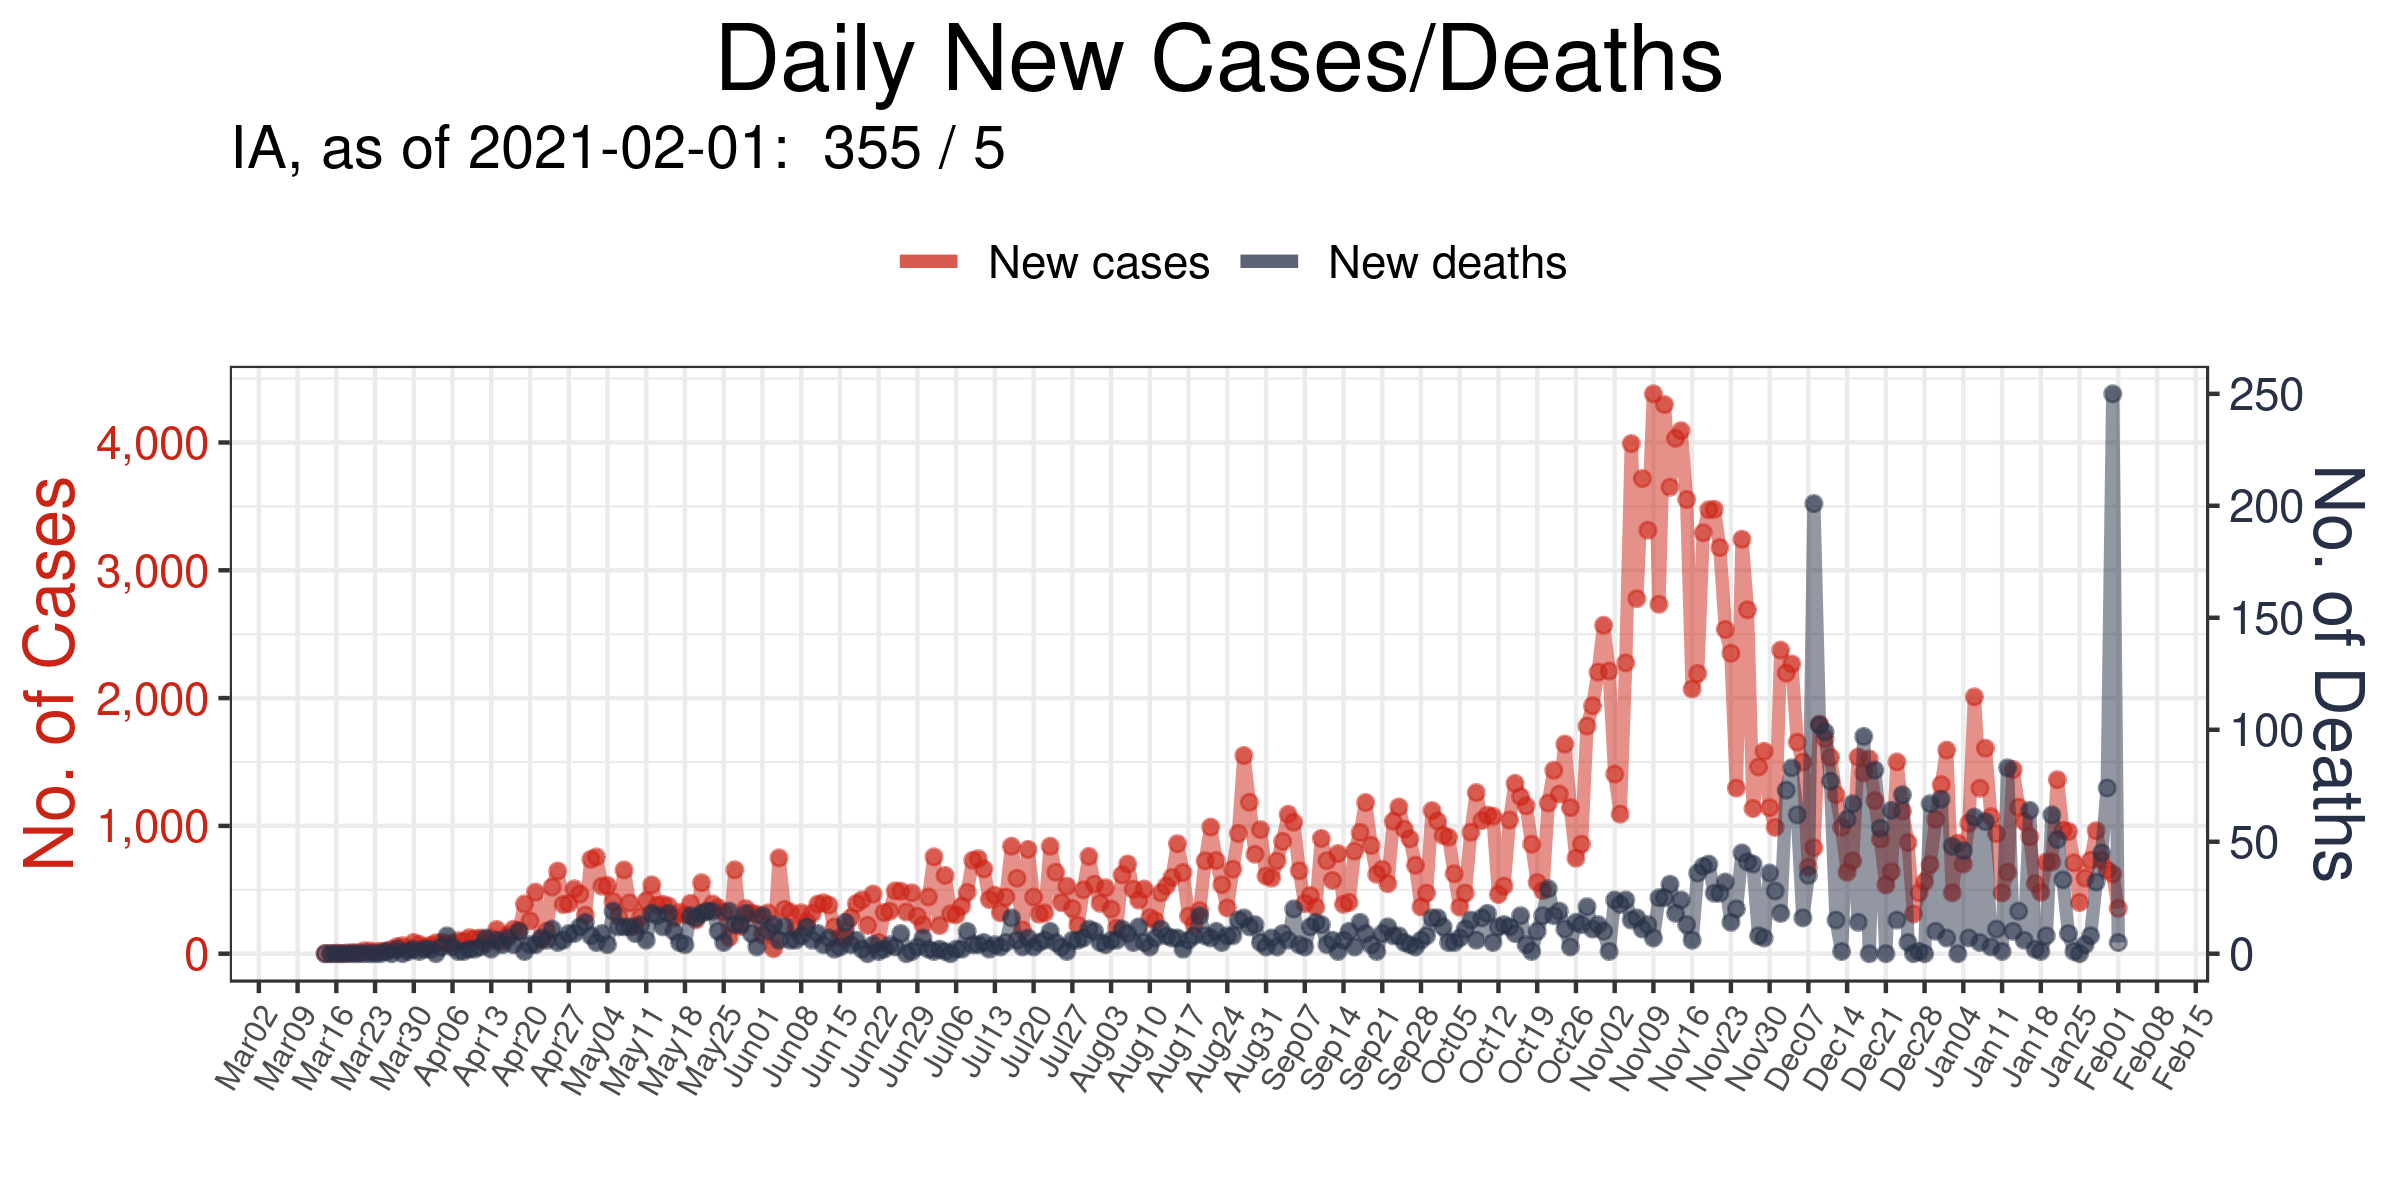 Daily New Cases/Deaths
IA, as of 2021-02-01: 355 / 5
New cases
New deaths
No. of Cases
4,000
3,000
2,000
1,000
0
250
200
150
100
50
0
No. of Deaths
Mar02
Mar09
Mar16
Mar23
Mar30
Apr06
Apr13
Apr20
Apr27
May04
May11
May18
May25
Jun01
Jun08
Jun15
Jun22
Jun29
Jul06
Jul13
Jul20
Jul27
Aug03
Aug10
Aug17
Aug24
Aug31
Sep07
Sep14
Sep21
Sep28
Oct05
Oct12
Oct19
Oct26
Nov02
Nov09
Nov16
Nov23
Nov30
Dec07
Dec14
Dec21
Dec28
Jan04
Jan11
Jan18
Jan25
Feb01
Feb08
Feb15